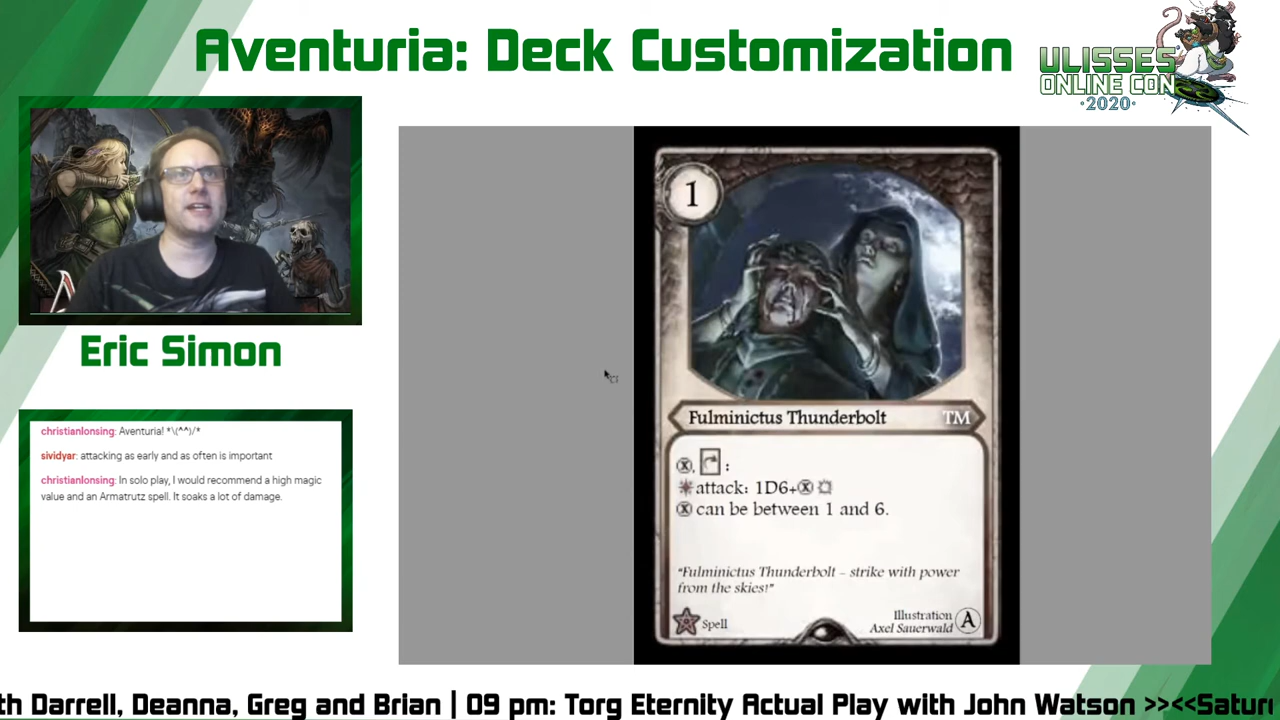 Aventuria: Deck Customization
ULISSES
ONLINE CON
·2020·
Eric Simon
christianlonsing: Aventuria! *\(^^)/*
sividyar: attacking as early and as often is important
christianlonsing: In solo play, I would recommend a high magic
value and an Armatrutz spell. It soaks a lot of damage.
1
Fulminictus Thunderbolt TM
X, :
attack: 1D6+X
X can be between 1 and 6.
"Fulminictus Thunderbolt – strike with power
from the skies!"
Spell
Illustration
Axel Sauerwald
A
th Darrell, Deanna, Greg and Brian | 09 pm: Torg Eternity Actual Play with John Watson >><<Satur